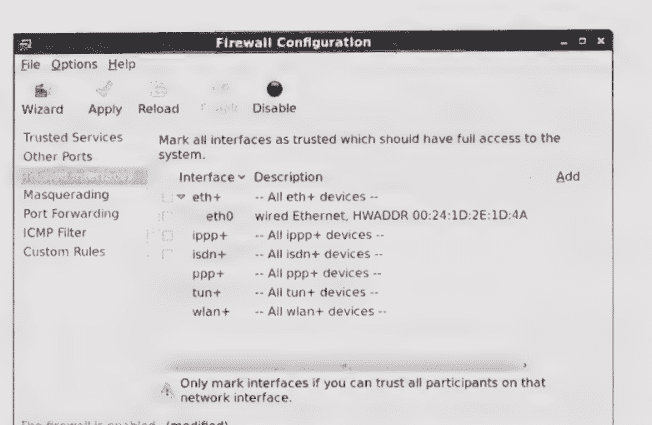 Firewall Configuration
File Options Help
Wizard Apply Reload Disable
Trusted Services
Other Ports
Masquerading
Port Forwarding
ICMP Filter
Custom Rules
Mark all interfaces as trusted which should have full access to the
system.
Interface Description
Add
eth+ -- All eth+ devices --
eth0 wired Ethernet, HWADDR 00:24:1D:2E:1D:4A
ippp+ -- All ippp+ devices --
isdn+ -- All isdn+ devices --
ppp+ -- All ppp+ devices --
tun+ -- All tun+ devices --
wlan+ -- All wlan+ devices --
Only mark interfaces if you can trust all participants on that
network interface.
The firewall is enabled. (modified)